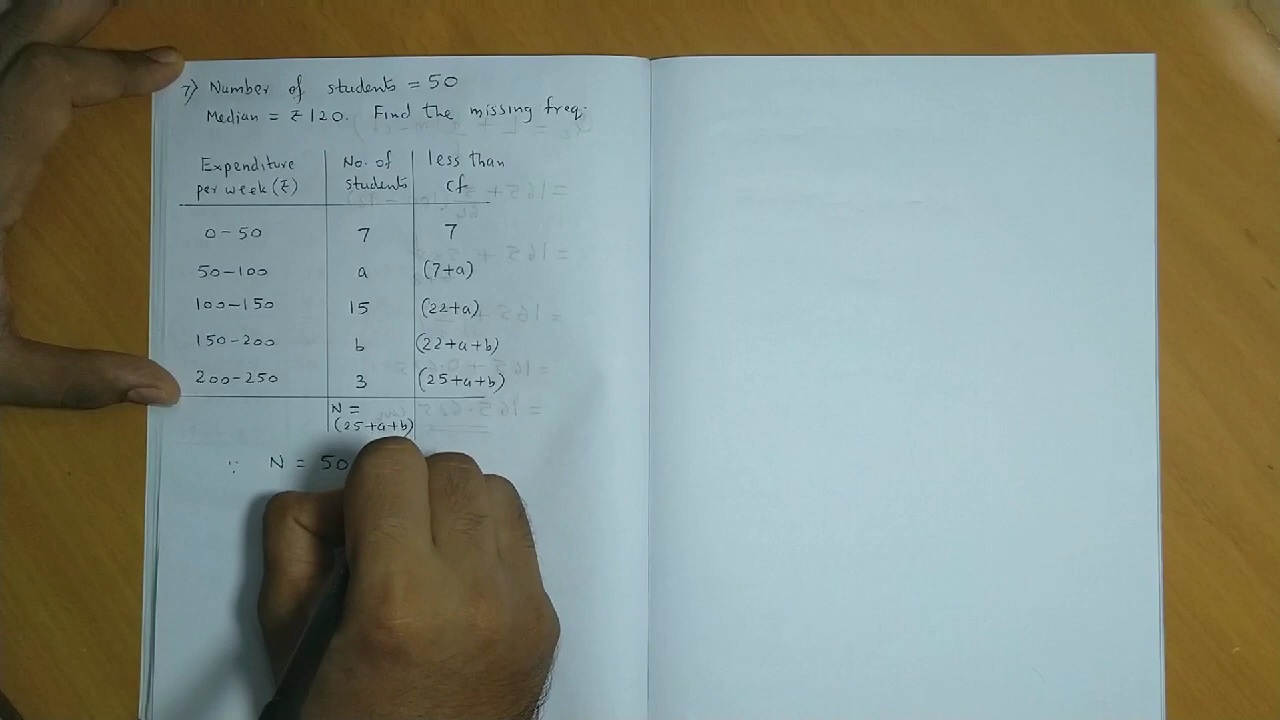 7) Number of students = 50
Median = ₹120. Find the missing freq.
Expenditure per week (₹) | No. of students | less than cf
0-50 | 7 | 7
50-100 | a | (7+a)
100-150 | 15 | (22+a)
150-200 | b | (22+a+b)
200-250 | 3 | (25+a+b)
N =
(25+a+b)
∵ N = 50